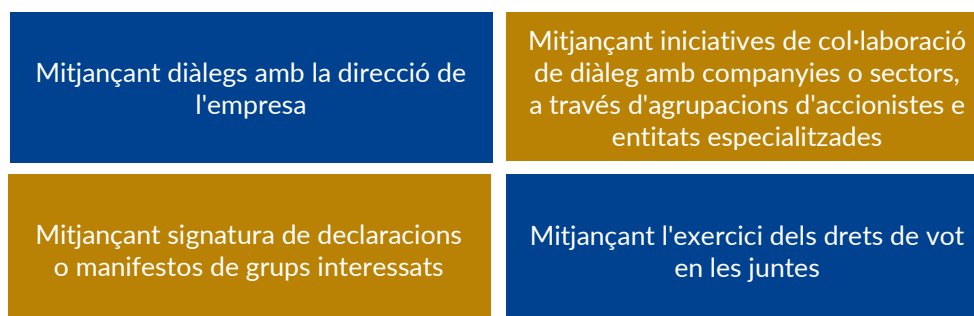 Mitjançant diàlegs amb la direcció de
l'empresa
Mitjançant iniciatives de col·laboració
de diàleg amb companyies o sectors,
a través d'agrupacions d'accionistes e
entitats especialitzades
Mitjançant signatura de declaracions
o manifestos de grups interessats
Mitjançant l'exercici dels drets de vot
en les juntes